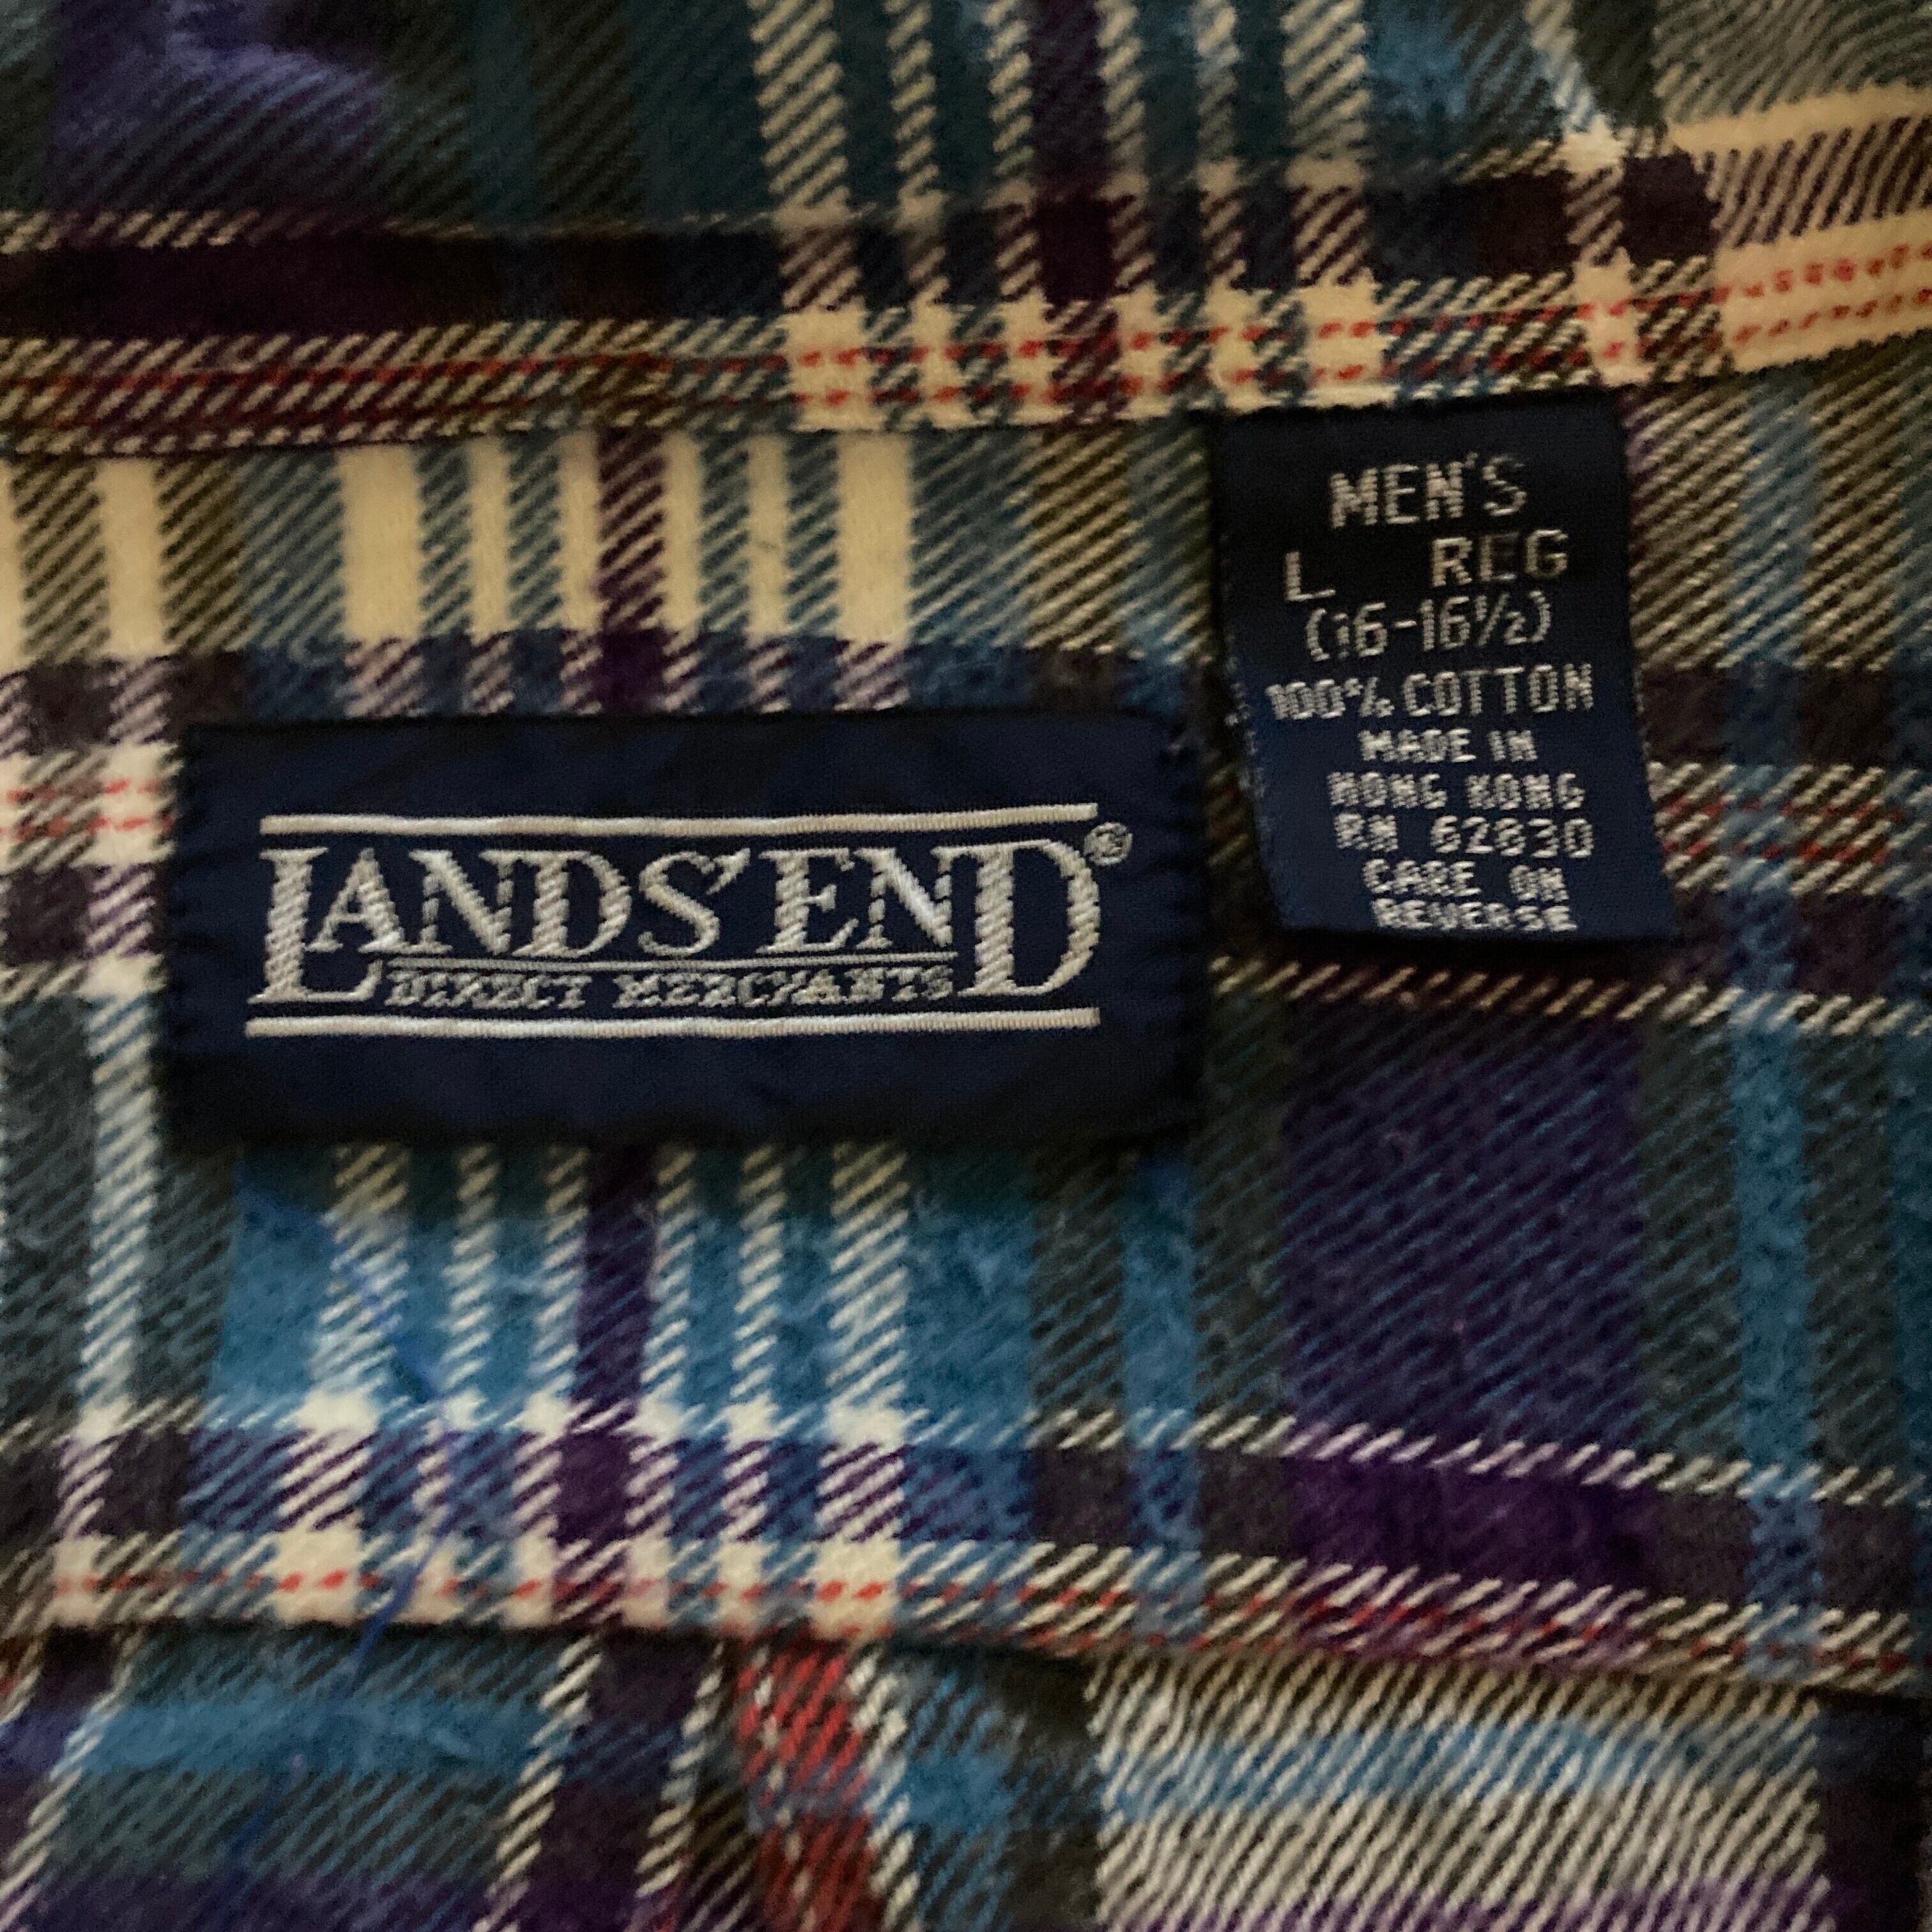 LANDS' END®
DIRECT MERCHANTS
MEN'S
L REG
(16-16½)
100% COTTON
MADE IN
HONG KONG
RN 62830
CARE ON
REVERSE